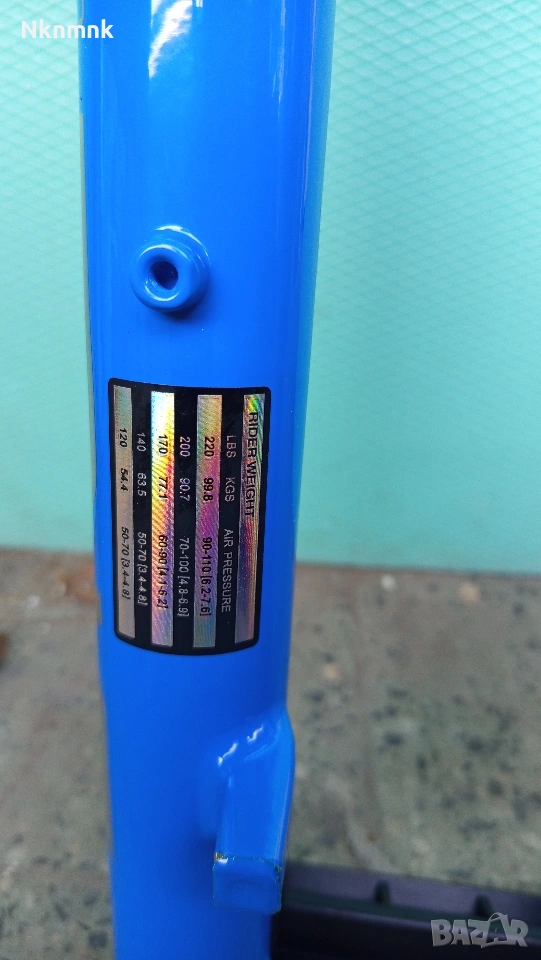 Nknmnk
RIDER WEIGHT
LBS KGS AIR PRESSURE
220 99.8 90-110 [6.2-7.6]
200 90.7 70-100 [4.8-6.9]
170 77.1 60-90 [4.1-6.2]
140 63.5 50-70 [3.4-4.8]
120 54.4 50-70 [3.4-4.8]
BAZAR